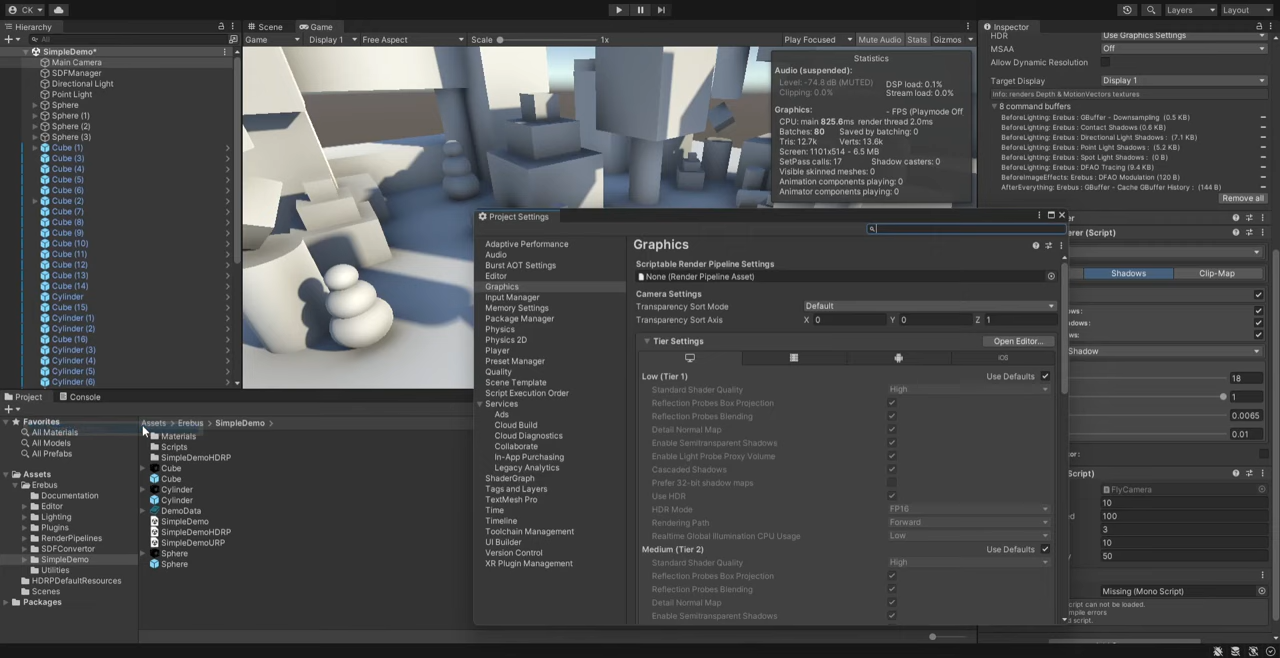 CK
Layers
Layout
Hierarchy
All
SimpleDemo*
Main Camera
SDFManager
Directional Light
Point Light
Sphere
Sphere (1)
Sphere (2)
Sphere (3)
Cube (1)
Cube (3)
Cube (4)
Cube (5)
Cube (6)
Cube (2)
Cube (7)
Cube (8)
Cube (9)
Cube (10)
Cube (11)
Cube (12)
Cube (13)
Cube (14)
Cylinder
Cube (15)
Cylinder (1)
Cylinder (2)
Cube (16)
Cylinder (3)
Cylinder (4)
Cylinder (5)
Cylinder (6)
Scene Game
Game Display 1 Free Aspect Scale 1x Play Focused Mute Audio Stats Gizmos
Statistics
Audio (suspended):
Level: -74.8 dB (MUTED) DSP load: 0.1%
Clipping: 0.0% Stream load: 0.0%
Graphics: - FPS (Playmode Off
CPU: main 825.6ms render thread 2.0ms
Batches: 80 Saved by batching: 0
Tris: 12.7k Verts: 13.6k
Screen: 1101x514 - 6.5 MB
SetPass calls: 17 Shadow casters: 0
Visible skinned meshes: 0
Animation components playing: 0
Animator components playing: 0
Inspector
HDR Use Graphics Settings
MSAA Off
Allow Dynamic Resolution
Target Display Display 1
Info: renders Depth & MotionVectors textures
8 command buffers
BeforeLighting: Erebus : GBuffer - Downsampling (0.5 KB)
BeforeLighting: Erebus : Contact Shadows (0.6 KB)
BeforeLighting: Erebus : Directional Light Shadows (7.1 KB)
BeforeLighting: Erebus : Point Light Shadows (5.2 KB)
BeforeLighting: Erebus : Spot Light Shadows (0 B)
BeforeLighting: Erebus : DFAO Tracing (9.4 KB)
BeforeImageEffects: Erebus : DFAO Modulation (120 B)
AfterEverything: Erebus : GBuffer - Cache GBuffer History : (144 B)
Remove all
(Script)
Shadows Clip-Map
Shadow
18
1
0.0065
0.01
FlyCamera
10
100
3
10
50
Missing (Mono Script)
script can not be loaded.
script.
Project Settings
Adaptive Performance
Audio
Burst AOT Settings
Editor
Graphics
Input Manager
Memory Settings
Package Manager
Physics
Physics 2D
Player
Preset Manager
Quality
Scene Template
Script Execution Order
Services
Ads
Cloud Build
Cloud Diagnostics
Collaborate
In-App Purchasing
Legacy Analytics
ShaderGraph
Tags and Layers
TextMesh Pro
Time
Timeline
Toolchain Management
UI Builder
Version Control
XR Plugin Management
Graphics
Scriptable Render Pipeline Settings
None (Render Pipeline Asset)
Camera Settings
Transparency Sort Mode Default
Transparency Sort Axis X 0 Y 0 Z 1
Tier Settings Open Editor...
iOS
Low (Tier 1) Use Defaults
Standard Shader Quality High
Reflection Probes Box Projection
Reflection Probes Blending
Detail Normal Map
Enable Semitransparent Shadows
Enable Light Probe Proxy Volume
Cascaded Shadows
Prefer 32-bit shadow maps
Use HDR
HDR Mode FP16
Rendering Path Forward
Realtime Global Illumination CPU Usage Low
Medium (Tier 2) Use Defaults
Standard Shader Quality High
Reflection Probes Box Projection
Reflection Probes Blending
Detail Normal Map
Enable Semitransparent Shadows
Project Console
Favorites
All Materials
All Models
All Prefabs
Assets
Erebus
Documentation
Editor
Lighting
Plugins
RenderPipelines
SDFConvertor
SimpleDemo
Utilities
HDRPDefaultResources
Scenes
Packages
Assets > Erebus > SimpleDemo >
Materials
Scripts
SimpleDemoHDRP
Cube
Cube
Cylinder
Cylinder
DemoData
SimpleDemo
SimpleDemoHDRP
SimpleDemoURP
Sphere
Sphere